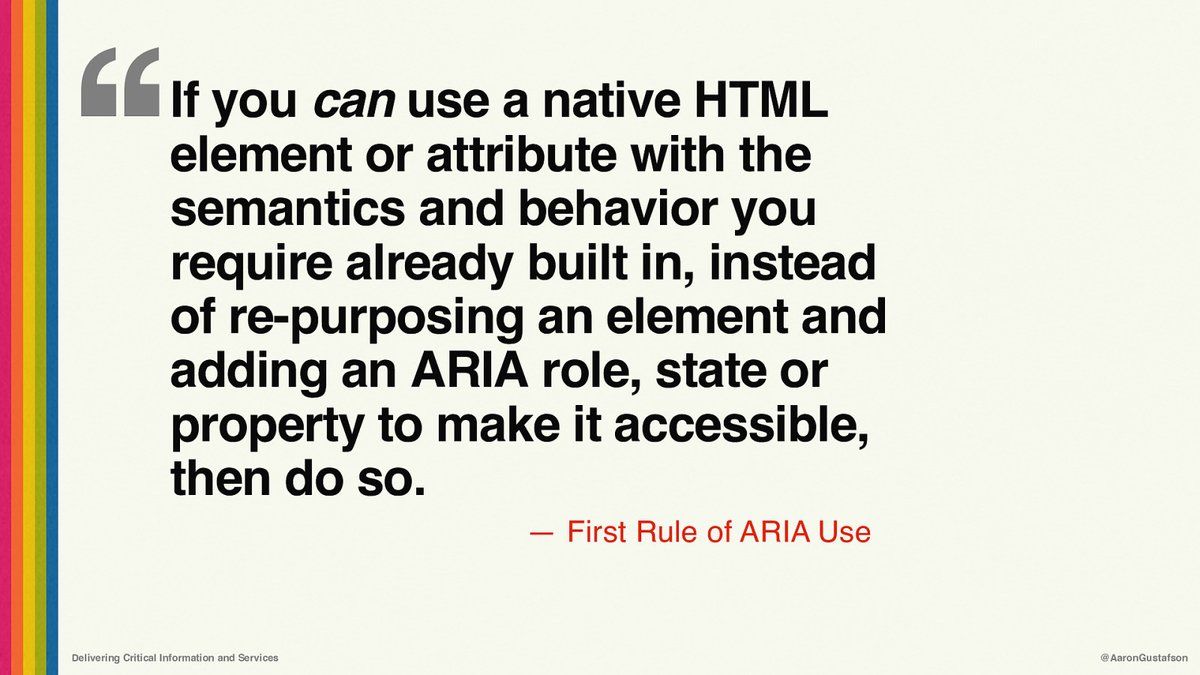 “If you can use a native HTML
element or attribute with the
semantics and behavior you
require already built in, instead
of re-purposing an element and
adding an ARIA role, state or
property to make it accessible,
then do so.
— First Rule of ARIA Use
Delivering Critical Information and Services
@AaronGustafson